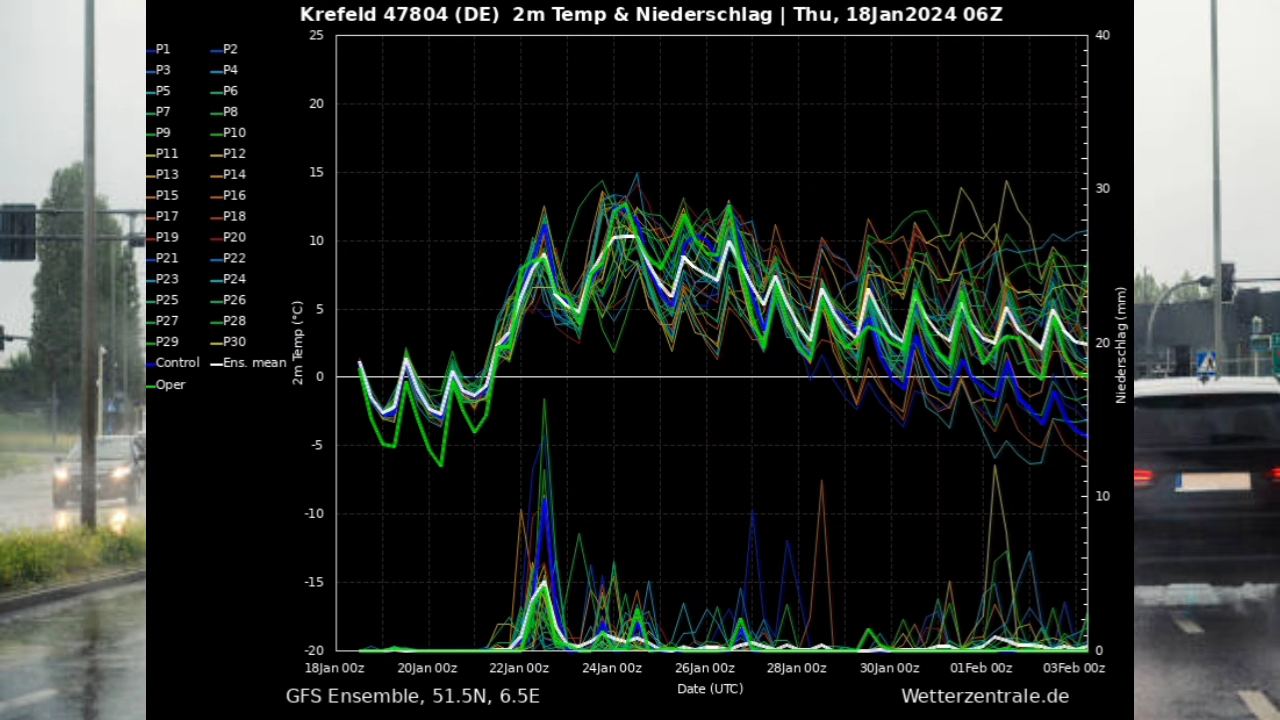 Krefeld 47804 (DE) 2m Temp & Niederschlag | Thu, 18Jan2024 06Z
P1 P2
P3 P4
P5 P6
P7 P8
P9 P10
P11 P12
P13 P14
P15 P16
P17 P18
P19 P20
P21 P22
P23 P24
P25 P26
P27 P28
P29 P30
Control Ens. mean
Oper
2m Temp (°C)
25
20
15
10
5
0
-5
-10
-15
-20
40
30
20
10
0
Niederschlag (mm)
18Jan 00z 20Jan 00z 22Jan 00z 24Jan 00z 26Jan 00z 28Jan 00z 30Jan 00z 01Feb 00z 03Feb 00z
Date (UTC)
GFS Ensemble, 51.5N, 6.5E
Wetterzentrale.de